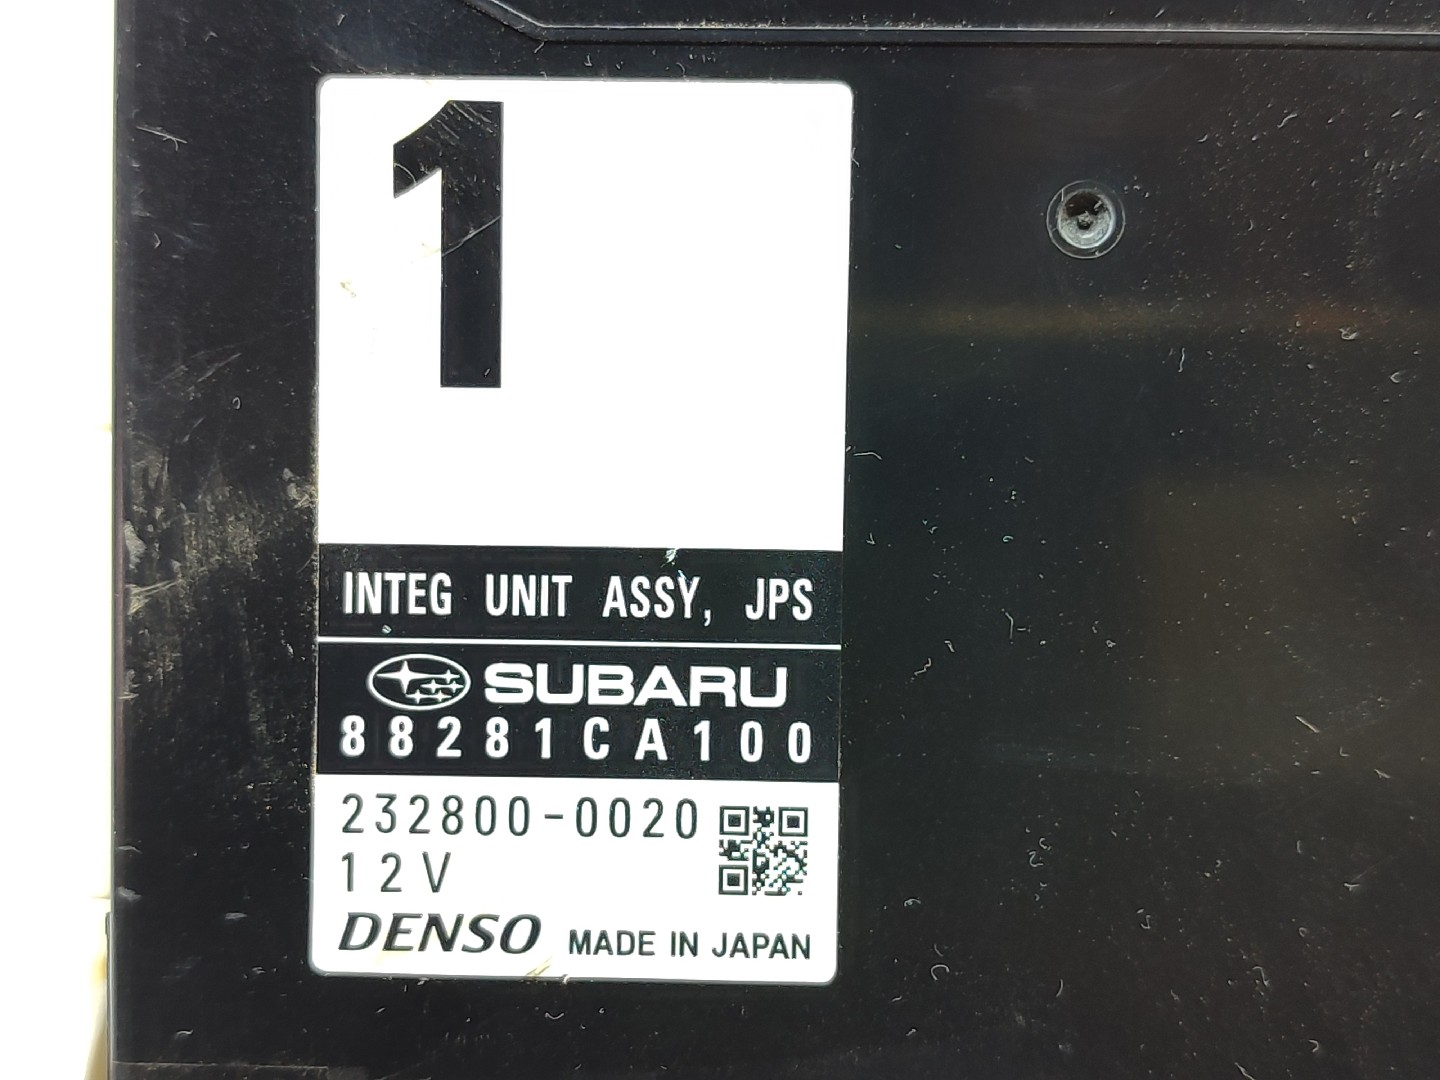 1
INTEG UNIT ASSY, JPS
SUBARU
88281CA100
232800-0020
12V
DENSO MADE IN JAPAN